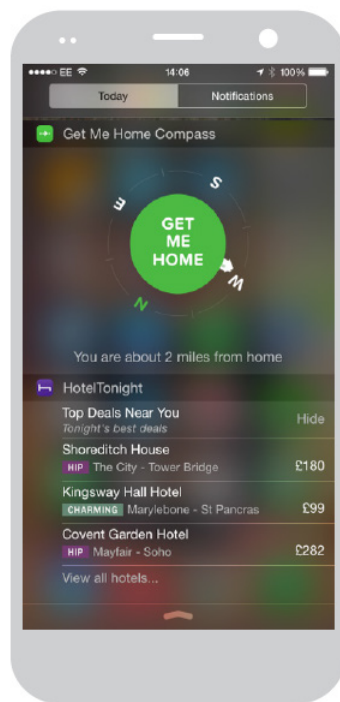 EE 14:06 100%
Today Notifications
Get Me Home Compass
S
E
GET
ME
HOME
W
N
You are about 2 miles from home
HotelTonight
Top Deals Near You Hide
Tonight's best deals
Shoreditch House
HIP The City - Tower Bridge £180
Kingsway Hall Hotel
CHARMING Marylebone - St Pancras £99
Covent Garden Hotel
HIP Mayfair - Soho £282
View all hotels...